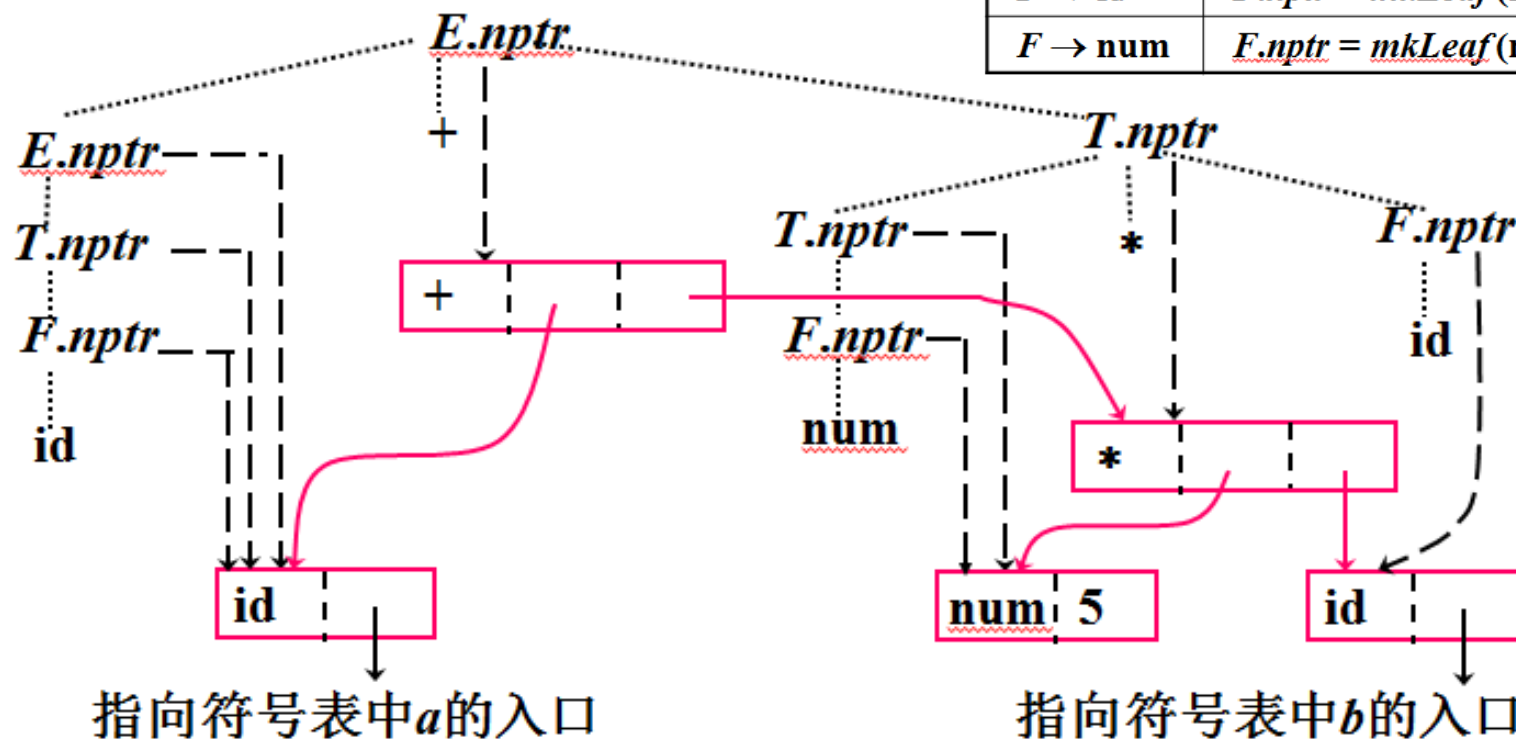 F → num F.nptr = mkLeaf
E.nptr
+
T.nptr
E.nptr
T.nptr
T.nptr * F.nptr
+
F.nptr
F.nptr
id
id
num
*
id
num 5
id
指向符号表中a的入口
指向符号表中b的入口